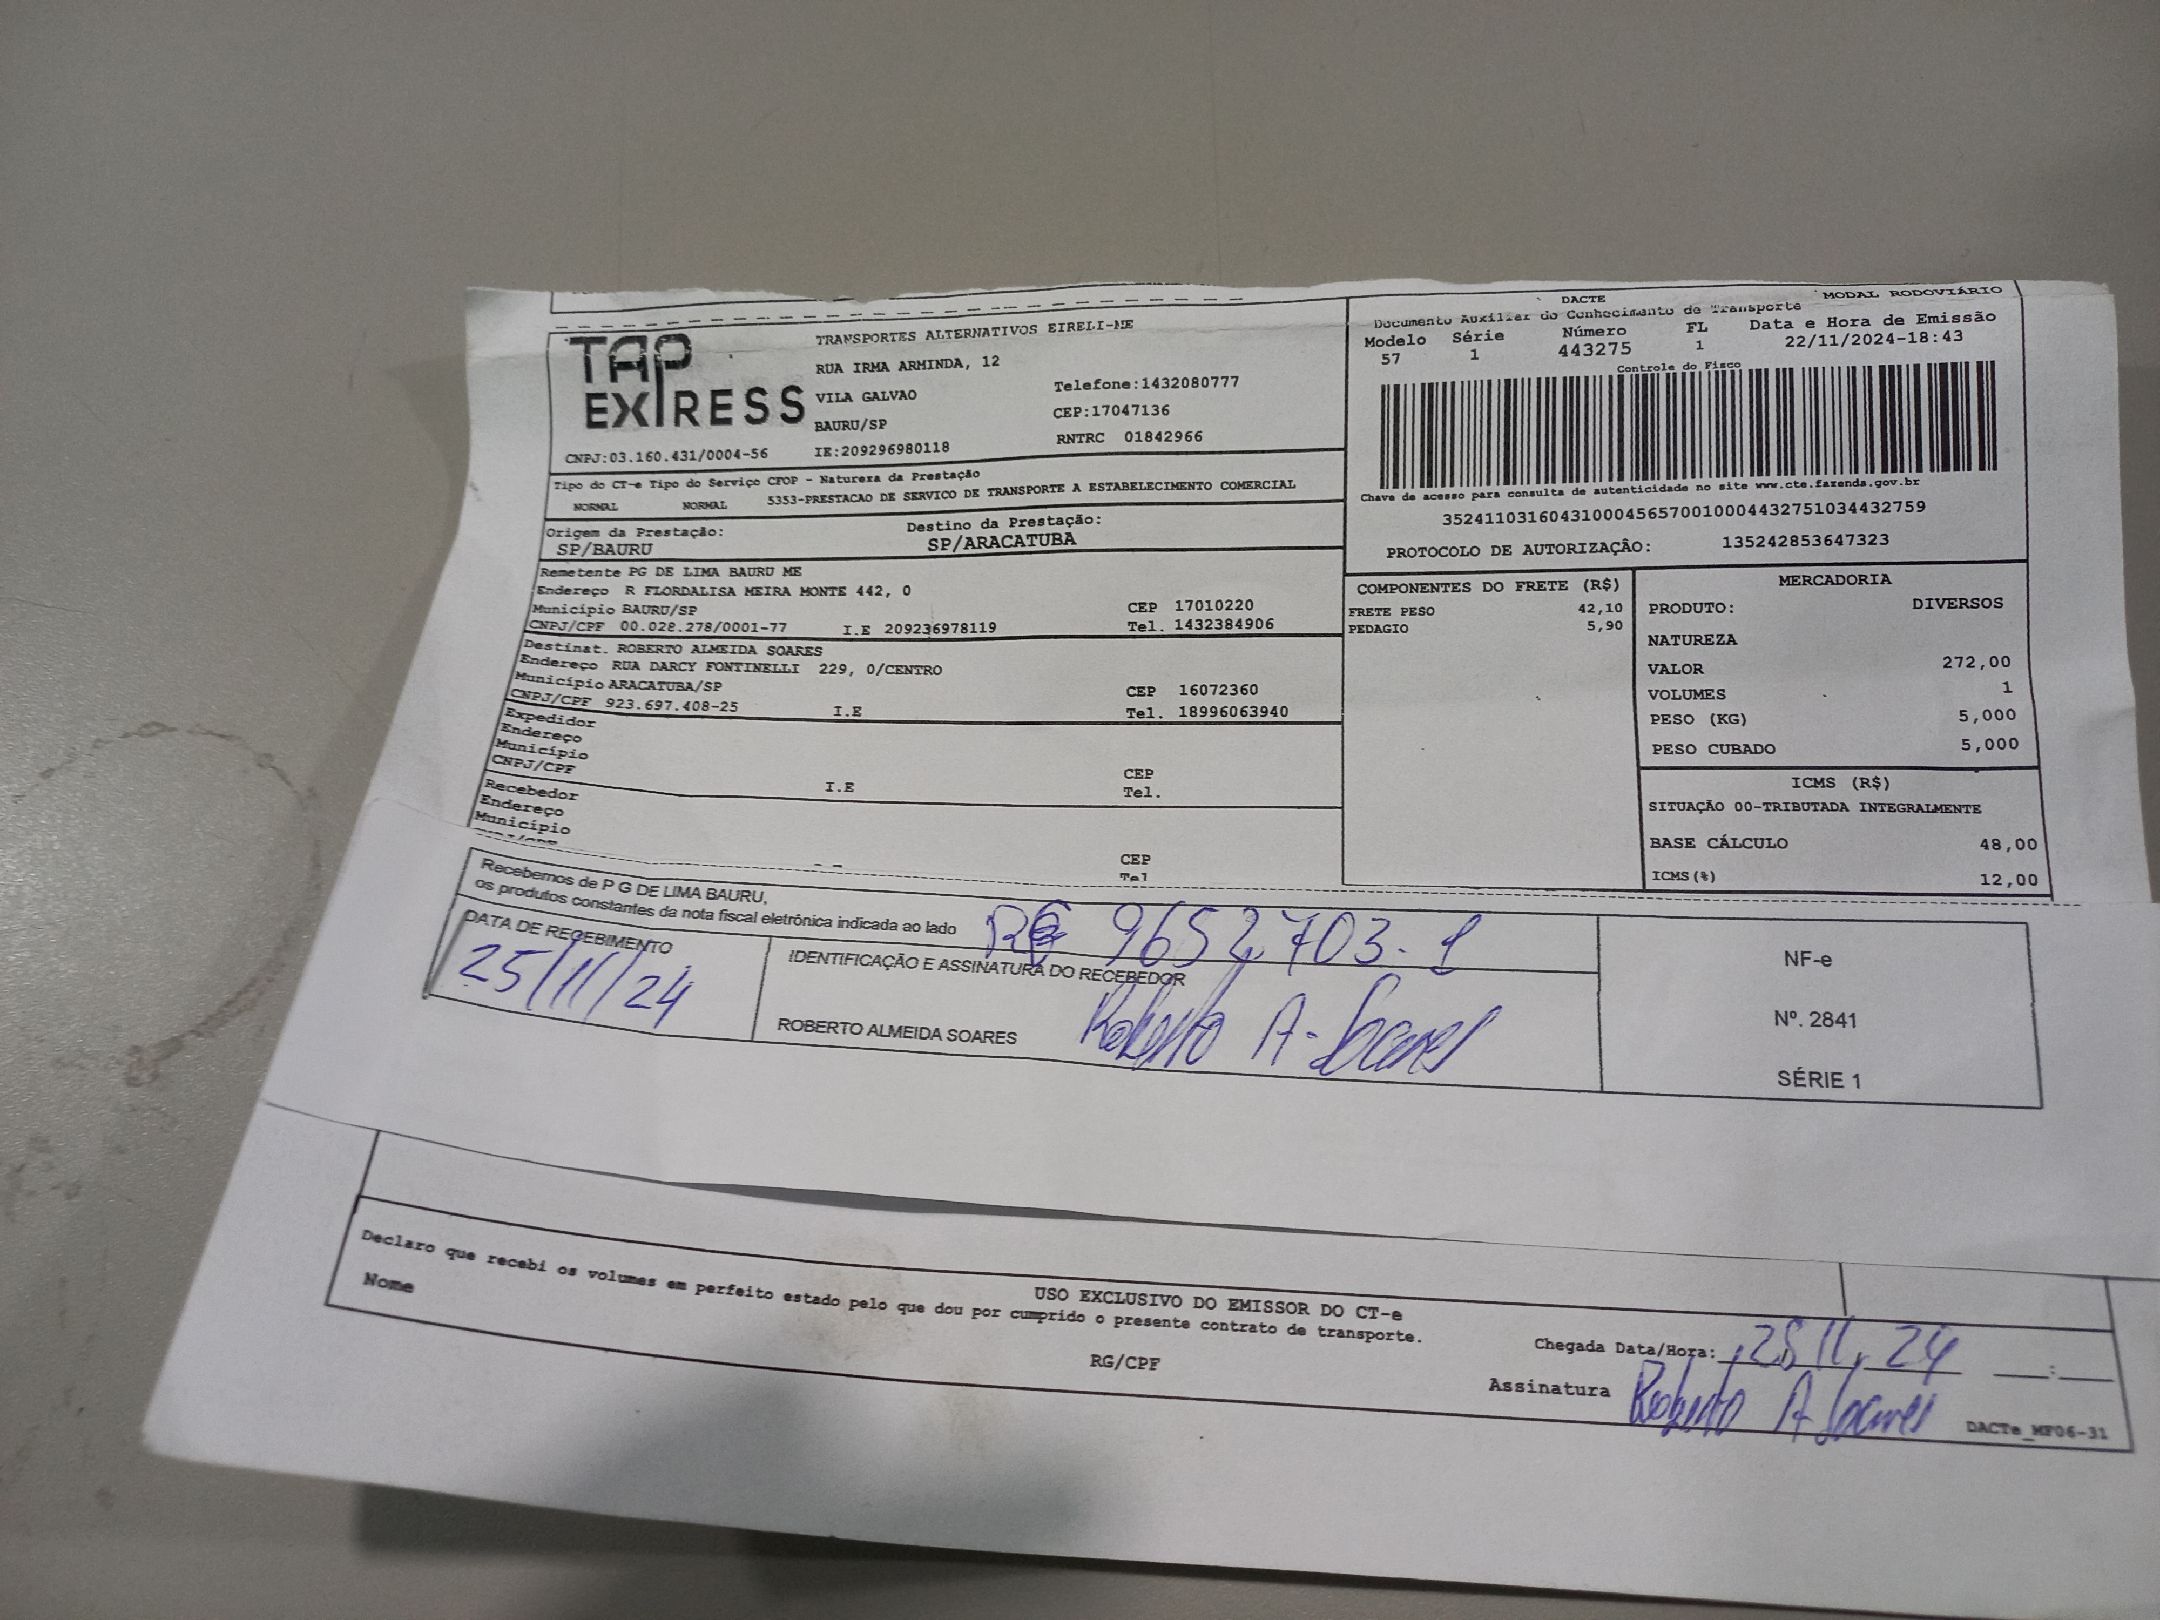 TAP
EXPRESS
CNPJ:03.160.431/0004-56
TRANSPORTES ALTERNATIVOS EIRELI-ME
RUA IRMA ARMINDA, 12
VILA GALVAO
BAURU/SP
IE:209296980118
Telefone:1432080777
CEP:17047136
RNTRC 01842966
DACTE
MODAL RODOVIÁRIO
Documento Auxiliar do Conhecimento de Transporte
Modelo Série Número FL Data e Hora de Emissão
57 1 443275 1 22/11/2024-18:43
Controle do Fisco
Chave de acesso para consulta de autenticidade no site www.cte.fazenda.gov.br
35241103160431000456570010004432751034432759
PROTOCOLO DE AUTORIZAÇÃO: 135242853647323
Tipo do CT-e Tipo do Serviço CFOP - Natureza da Prestação
NORMAL NORMAL 5353-PRESTACAO DE SERVICO DE TRANSPORTE A ESTABELECIMENTO COMERCIAL
Origem da Prestação: Destino da Prestação:
SP/BAURU SP/ARACATUBA
Remetente PG DE LIMA BAURU ME
Endereço R FLORDALISA MEIRA MONTE 442, 0
Município BAURU/SP CEP 17010220
CNPJ/CPF 00.028.278/0001-77 I.E 209236978119 Tel. 1432384906
Destinat. ROBERTO ALMEIDA SOARES
Endereço RUA DARCY FONTINELLI 229, 0/CENTRO
Município ARACATUBA/SP CEP 16072360
CNPJ/CPF 923.697.408-25 I.E Tel. 18996063940
Expedidor
Endereço
Município CEP
CNPJ/CPF I.E Tel.
Recebedor
Endereço
Município CEP
Tel
COMPONENTES DO FRETE (R$)
FRETE PESO 42,10
PEDAGIO 5,90
MERCADORIA
PRODUTO: DIVERSOS
NATUREZA
VALOR 272,00
VOLUMES 1
PESO (KG) 5,000
PESO CUBADO 5,000
ICMS (R$)
SITUAÇÃO 00-TRIBUTADA INTEGRALMENTE
BASE CÁLCULO 48,00
ICMS(%) 12,00
Recebemos de P G DE LIMA BAURU,
os produtos constantes da nota fiscal eletrônica indicada ao lado
RG 9652703-1
DATA DE RECEBIMENTO
25/11/24
IDENTIFICAÇÃO E ASSINATURA DO RECEBEDOR
ROBERTO ALMEIDA SOARES Roberto A. Soares
NF-e
Nº. 2841
SÉRIE 1
USO EXCLUSIVO DO EMISSOR DO CT-e
Declaro que recebi os volumes em perfeito estado pelo que dou por cumprido o presente contrato de transporte.
Nome RG/CPF
Chegada Data/Hora: 25 11 24 :
Assinatura Roberto A Soares
DACTe_MF06-31